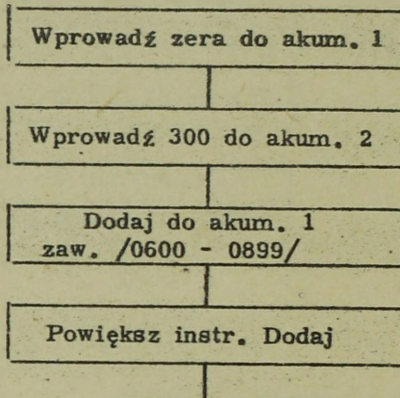 Wprowadź zera do akum. 1
Wprowadź 300 do akum. 2
Dodaj do akum. 1
zaw. /0600 - 0899/
Powiększ instr. Dodaj